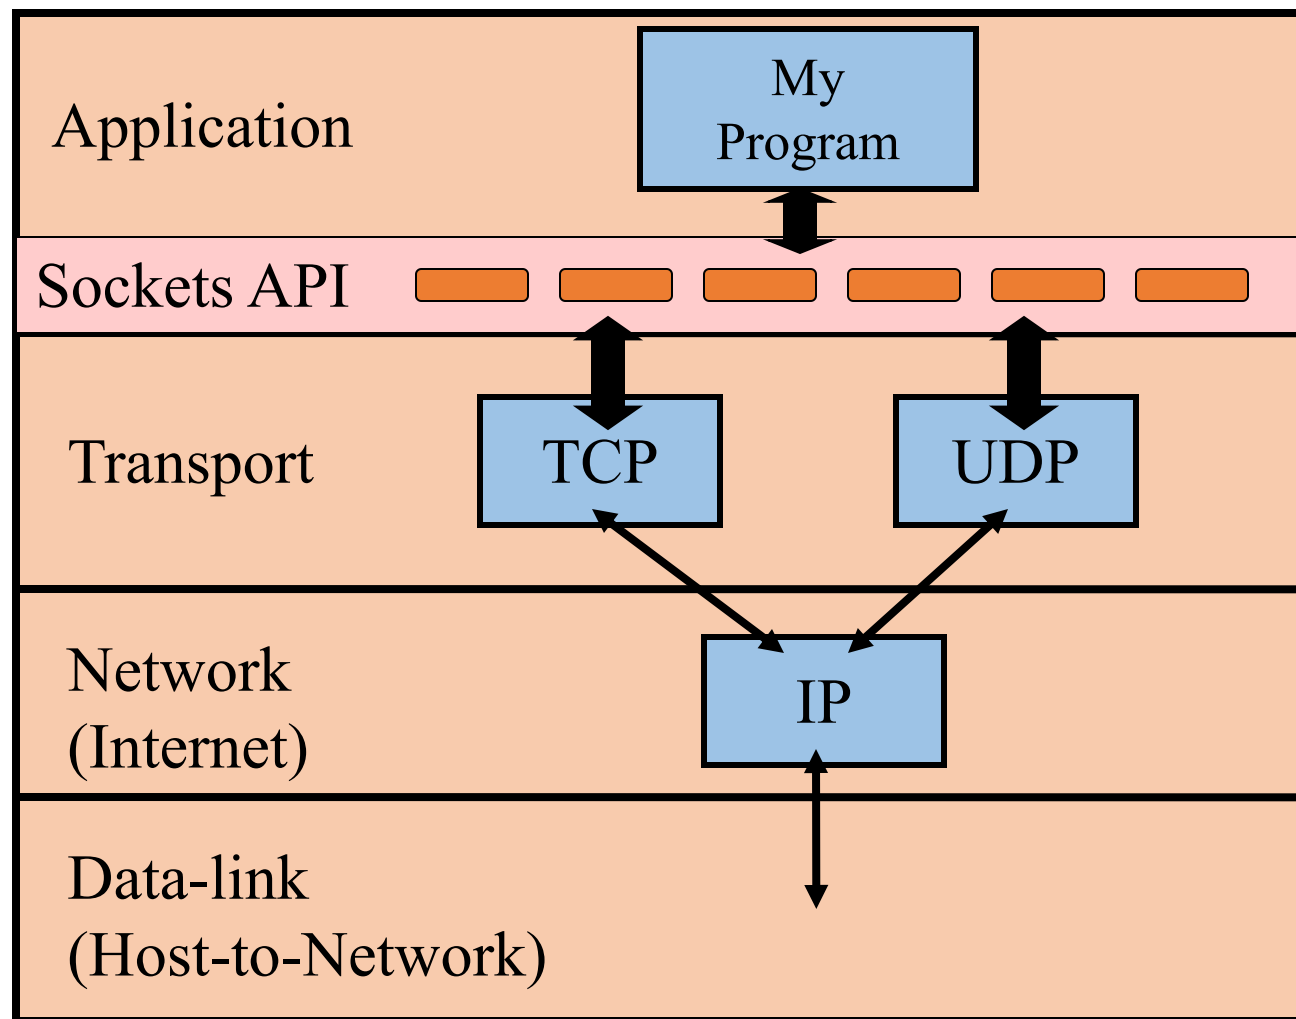 My
Program
Application
Sockets API
Transport
TCP
UDP
Network
(Internet)
IP
Data-link
(Host-to-Network)